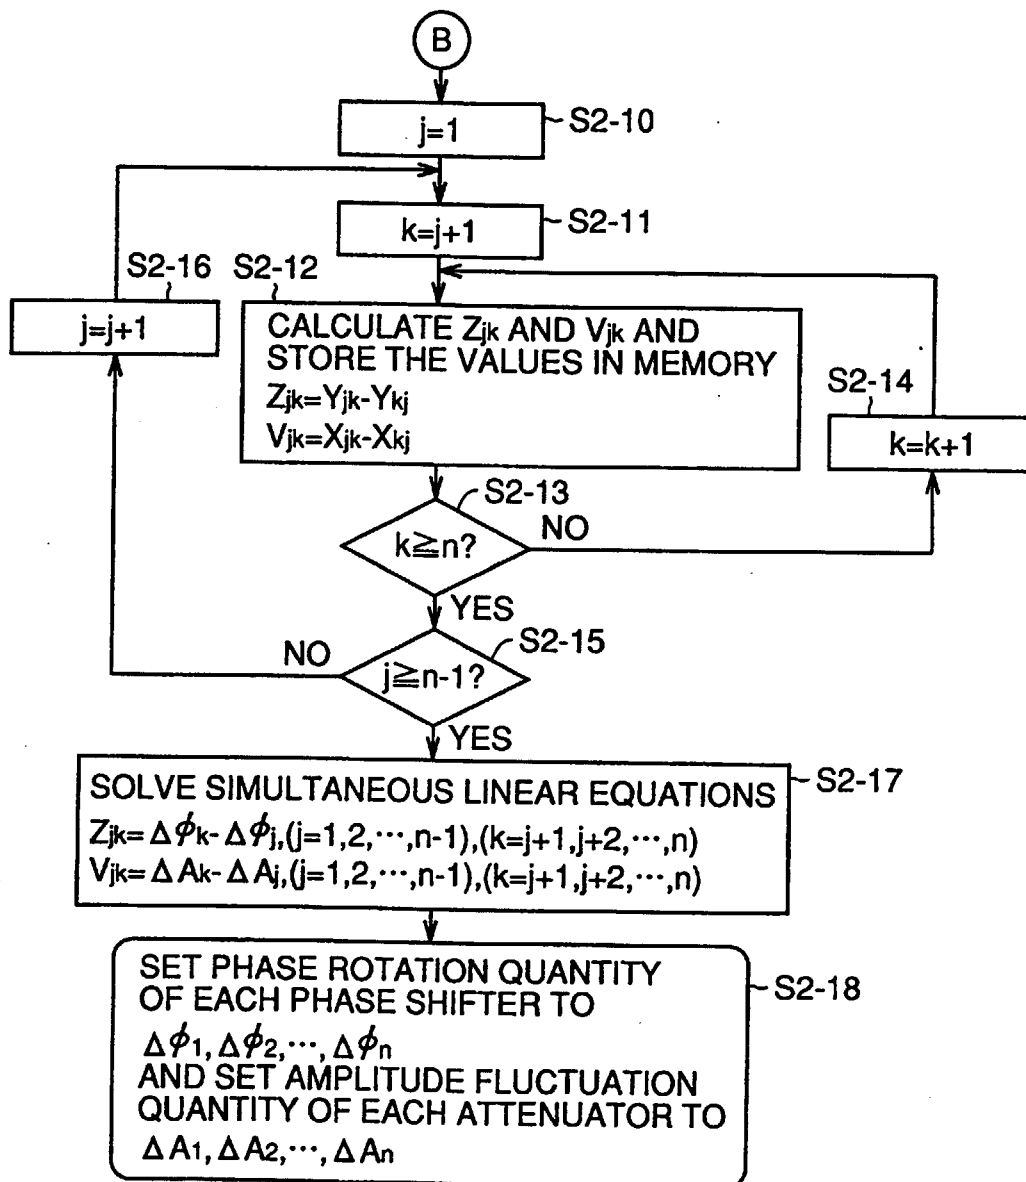 B
j=1
S2-10
k=j+1
S2-11
S2-16
S2-12
j=j+1
CALCULATE Zjk AND Vjk AND
STORE THE VALUES IN MEMORY
Zjk=Yjk-Ykj
Vjk=Xjk-Xkj
S2-14
k=k+1
S2-13
k≧n?
NO
YES
S2-15
NO
j≧n-1?
YES
S2-17
SOLVE SIMULTANEOUS LINEAR EQUATIONS
Zjk=Δϕk-Δϕj,(j=1,2,⋯,n-1),(k=j+1,j+2,⋯,n)
Vjk=ΔAk-ΔAj,(j=1,2,⋯,n-1),(k=j+1,j+2,⋯,n)
SET PHASE ROTATION QUANTITY
OF EACH PHASE SHIFTER TO
S2-18
Δϕ1,Δϕ2,⋯,Δϕn
AND SET AMPLITUDE FLUCTUATION
QUANTITY OF EACH ATTENUATOR TO
ΔA1,ΔA2,⋯,ΔAn